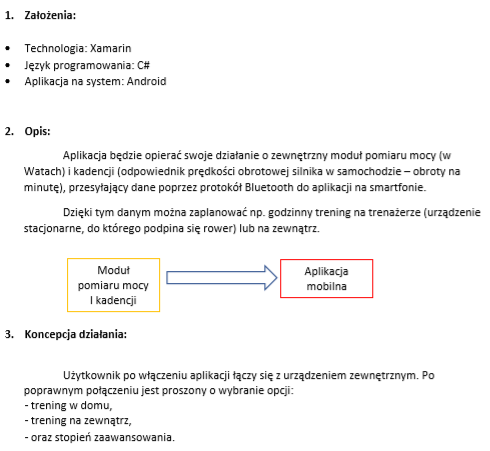 1. Założenia:
• Technologia: Xamarin
• Język programowania: C#
• Aplikacja na system: Android
2. Opis:
Aplikacja będzie opierać swoje działanie o zewnętrzny moduł pomiaru mocy (w
Watach) i kadencji (odpowiednik prędkości obrotowej silnika w samochodzie – obroty na
minutę), przesyłający dane poprzez protokół Bluetooth do aplikacji na smartfonie.
Dzięki tym danym można zaplanować np. godzinny trening na trenażerze (urządzenie
stacjonarne, do którego podpina się rower) lub na zewnątrz.
Moduł
pomiaru mocy
I kadencji
Aplikacja
mobilna
3. Koncepcja działania:
Użytkownik po włączeniu aplikacji łączy się z urządzeniem zewnętrznym. Po
poprawnym połączeniu jest proszony o wybranie opcji:
- trening w domu,
- trening na zewnątrz,
- oraz stopień zaawansowania.